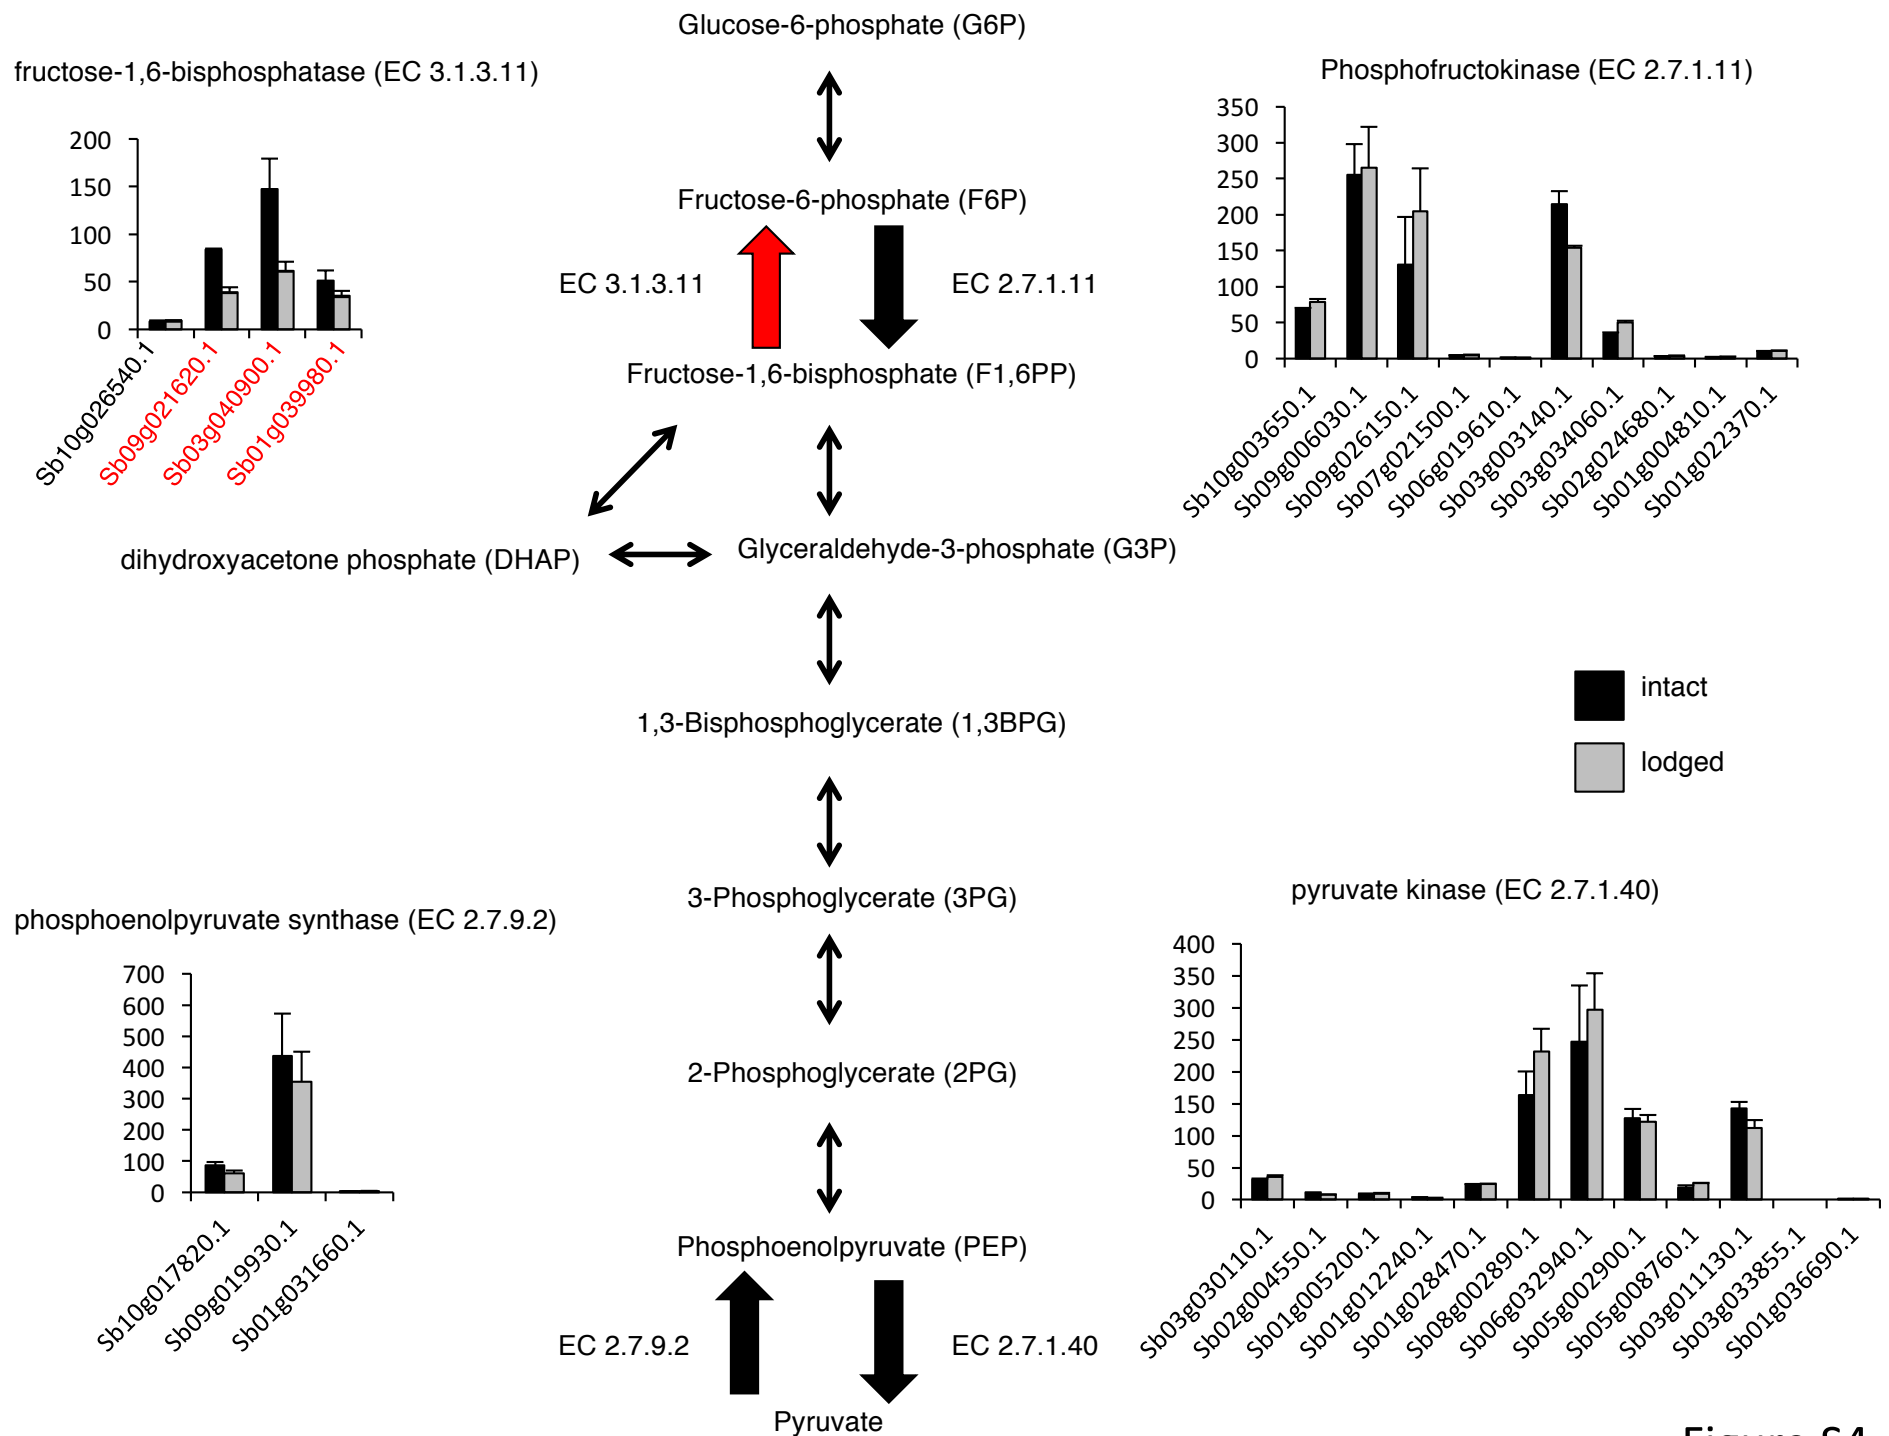 Glucose-6-phosphate (G6P)
fructose-1,6-bisphosphatase (EC 3.1.3.11)
200
150
100
50
0
Sb10g026540.1
Sb09g021620.1
Sb03g040900.1
Sb01g039980.1
Phosphofructokinase (EC 2.7.1.11)
350
300
250
200
150
100
50
0
Sb10g003650.1
Sb09g006030.1
Sb09g026150.1
Sb07g021500.1
Sb06g019610.1
Sb03g003140.1
Sb03g034060.1
Sb02g024680.1
Sb01g004810.1
Sb01g022370.1
Fructose-6-phosphate (F6P)
EC 3.1.3.11
EC 2.7.1.11
Fructose-1,6-bisphosphate (F1,6PP)
dihydroxyacetone phosphate (DHAP)
Glyceraldehyde-3-phosphate (G3P)
1,3-Bisphosphoglycerate (1,3BPG)
intact
lodged
3-Phosphoglycerate (3PG)
phosphoenolpyruvate synthase (EC 2.7.9.2)
700
600
500
400
300
200
100
0
Sb10g017820.1
Sb09g019930.1
Sb01g031660.1
pyruvate kinase (EC 2.7.1.40)
400
350
300
250
200
150
100
50
0
Sb03g030110.1
Sb02g004550.1
Sb01g005200.1
Sb01g012240.1
Sb01g028470.1
Sb08g002890.1
Sb06g032940.1
Sb05g002900.1
Sb05g008760.1
Sb03g011130.1
Sb03g033855.1
Sb01g036690.1
2-Phosphoglycerate (2PG)
Phosphoenolpyruvate (PEP)
EC 2.7.9.2
EC 2.7.1.40
Pyruvate
Figure S4